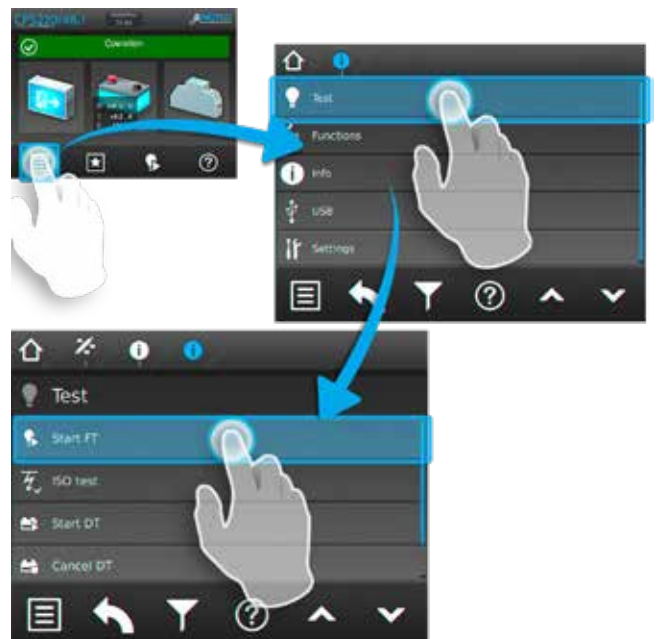 Operation
Test
Functions
Info
USB
Settings
Test
Start FT
ISO test
Start DT
Cancel DT